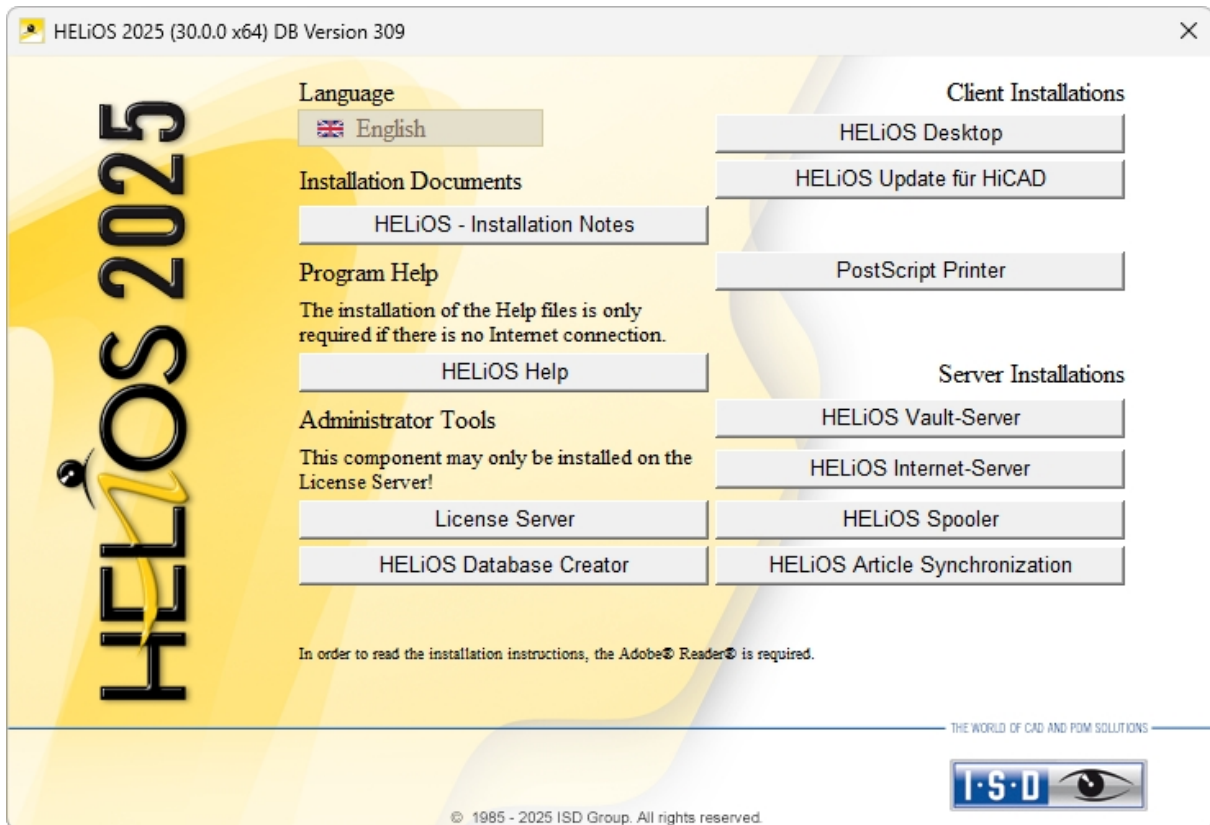 HELiOS 2025 (30.0.0 x64) DB Version 309
HELiOS 2025
Language
English
Installation Documents
HELiOS - Installation Notes
Program Help
The installation of the Help files is only
required if there is no Internet connection.
HELiOS Help
Administrator Tools
This component may only be installed on the
License Server!
License Server
HELiOS Database Creator
Client Installations
HELiOS Desktop
HELiOS Update für HiCAD
PostScript Printer
Server Installations
HELiOS Vault-Server
HELiOS Internet-Server
HELiOS Spooler
HELiOS Article Synchronization
In order to read the installation instructions, the Adobe® Reader® is required.
THE WORLD OF CAD AND PDM SOLUTIONS
I·S·D
© 1985 - 2025 ISD Group. All rights reserved.